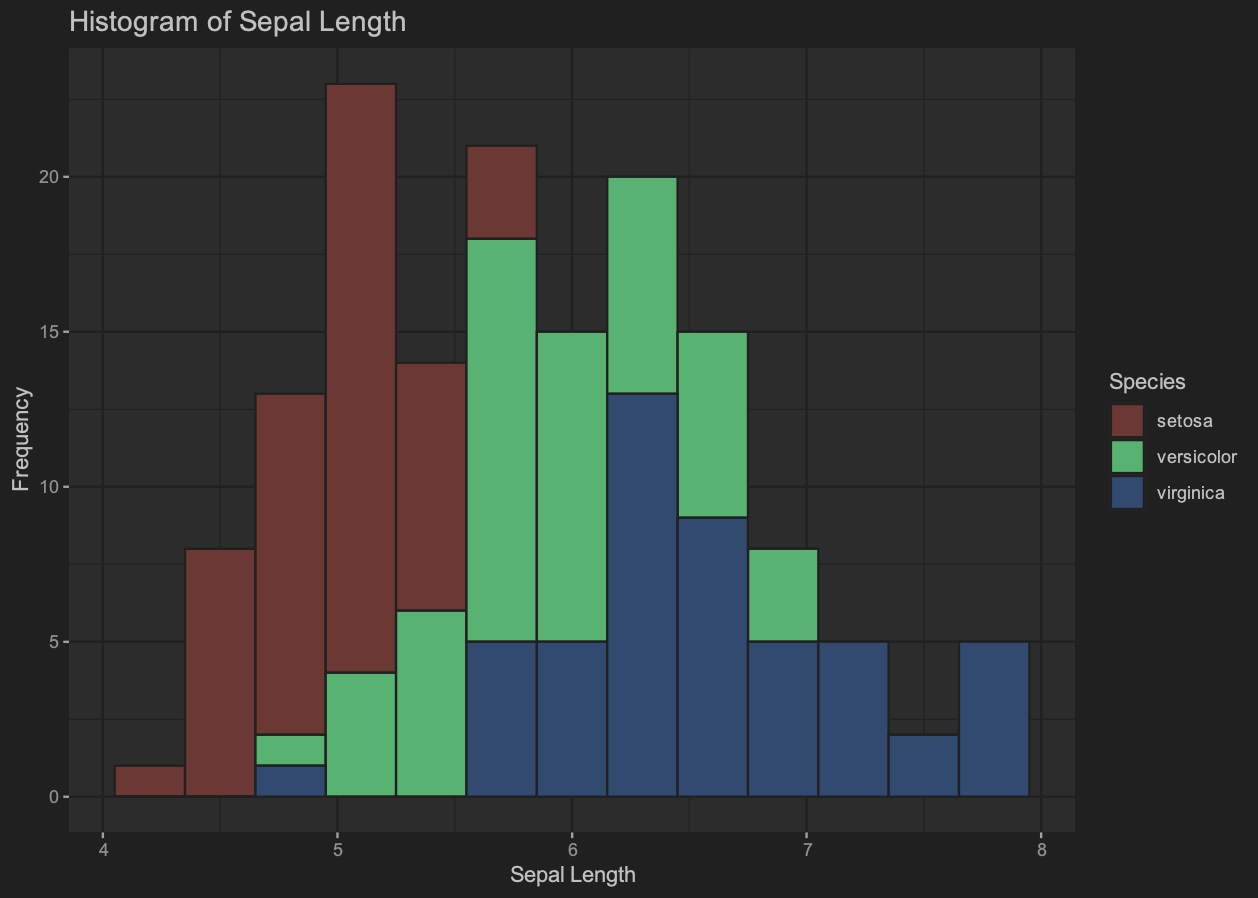 Histogram of Sepal Length
Frequency
20
15
10
5
0
4 5 6 7 8
Sepal Length
Species
setosa
versicolor
virginica